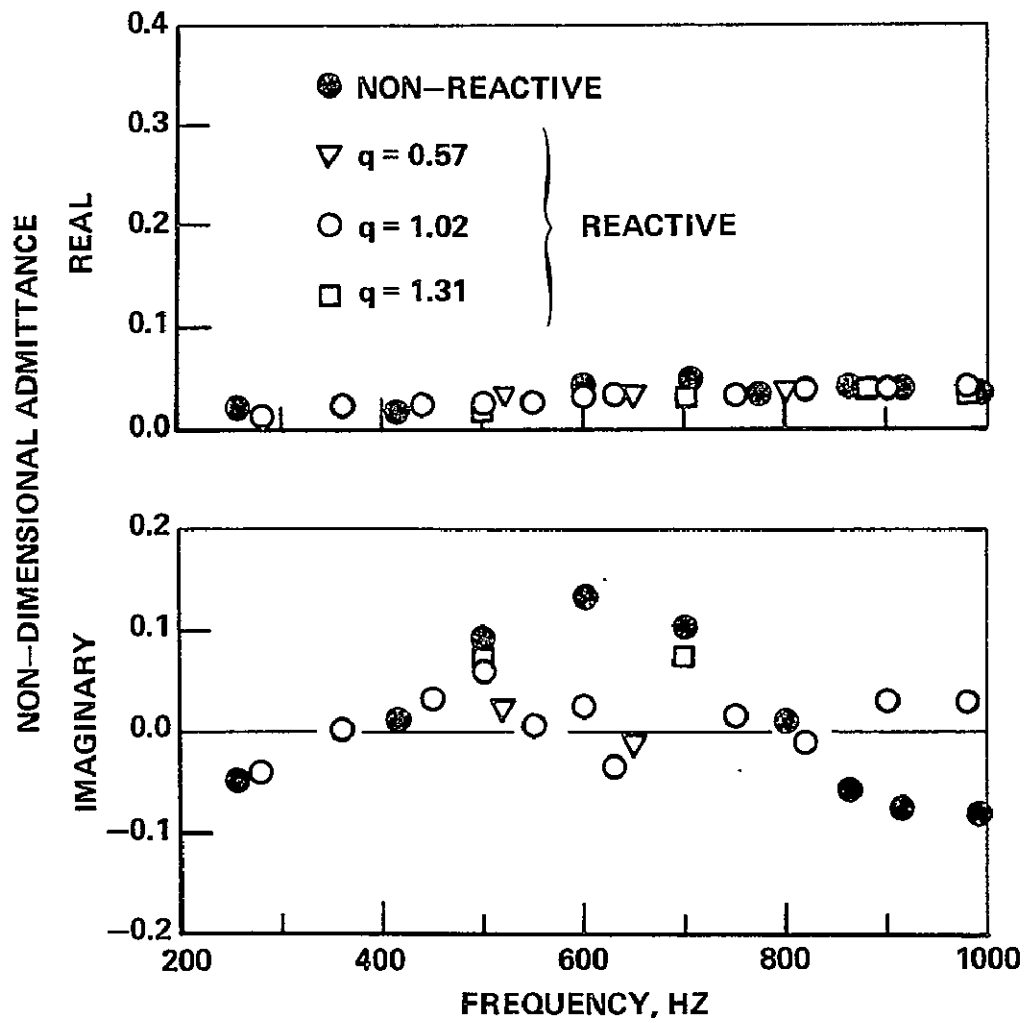 NON-DIMENSIONAL ADMITTANCE
REAL
0.4
0.3
0.2
0.1
0.0
NON-REACTIVE
q = 0.57
q = 1.02
q = 1.31
REACTIVE
IMAGINARY
0.2
0.1
0.0
-0.1
-0.2
200
400
600
800
1000
FREQUENCY, HZ